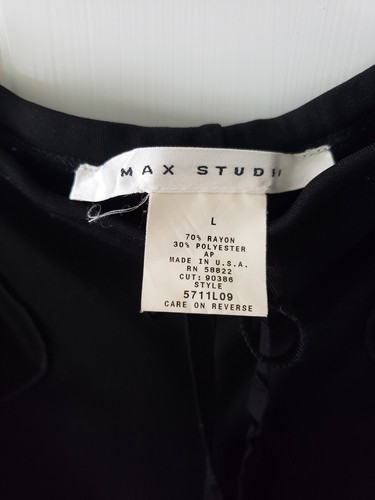 MAX STUDI
L
70% RAYON
30% POLYESTER
AP
MADE IN U.S.A.
RN 58822
CUT: 90386
STYLE
5711L09
CARE ON REVERSE